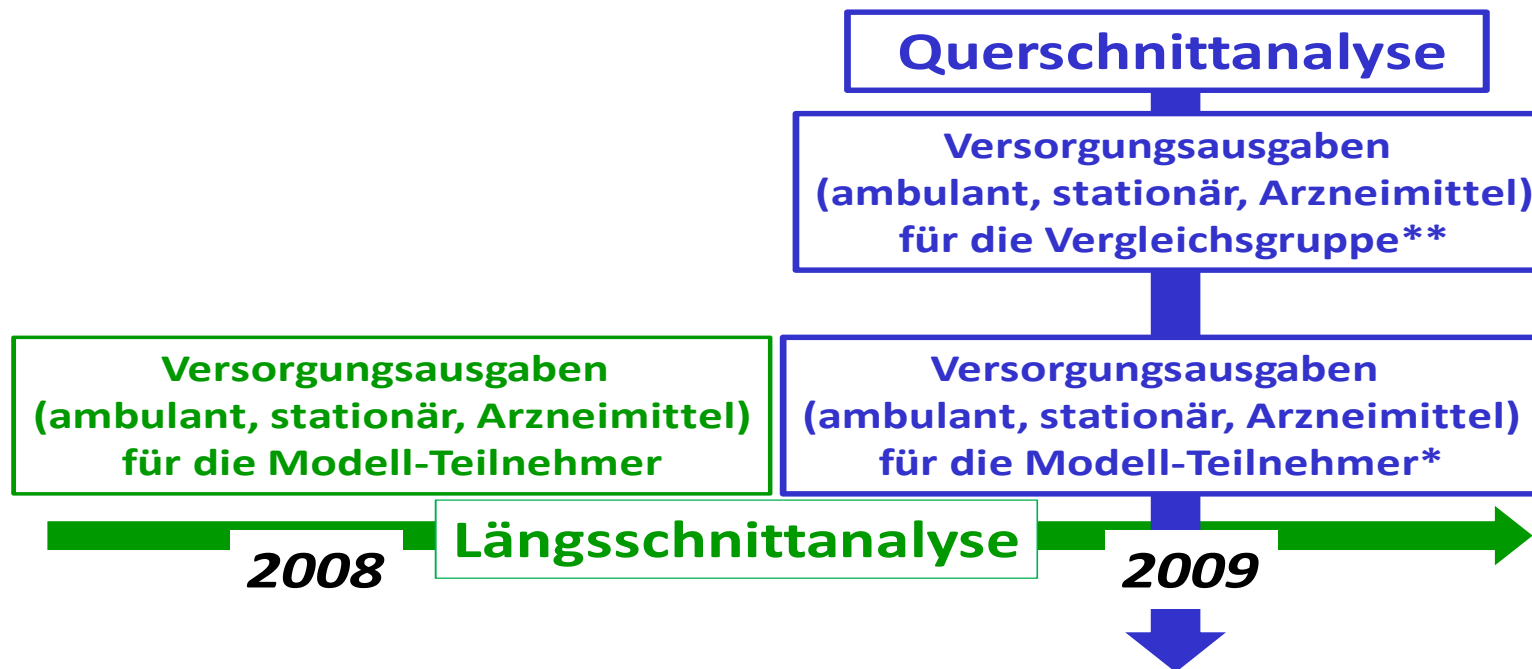 Querschnittanalyse
Versorgungsausgaben
(ambulant, stationär, Arzneimittel)
für die Vergleichsgruppe**
Versorgungsausgaben
(ambulant, stationär, Arzneimittel)
für die Modell-Teilnehmer
Versorgungsausgaben
(ambulant, stationär, Arzneimittel)
für die Modell-Teilnehmer*
Längsschnittanalyse
2008
2009